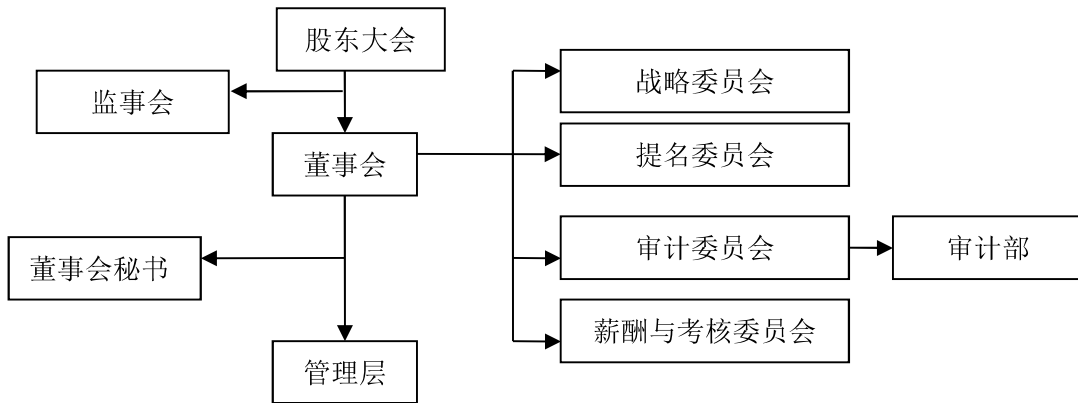 股东大会
战略委员会
监事会
提名委员会
董事会
审计委员会
审计部
董事会秘书
薪酬与考核委员会
管理层